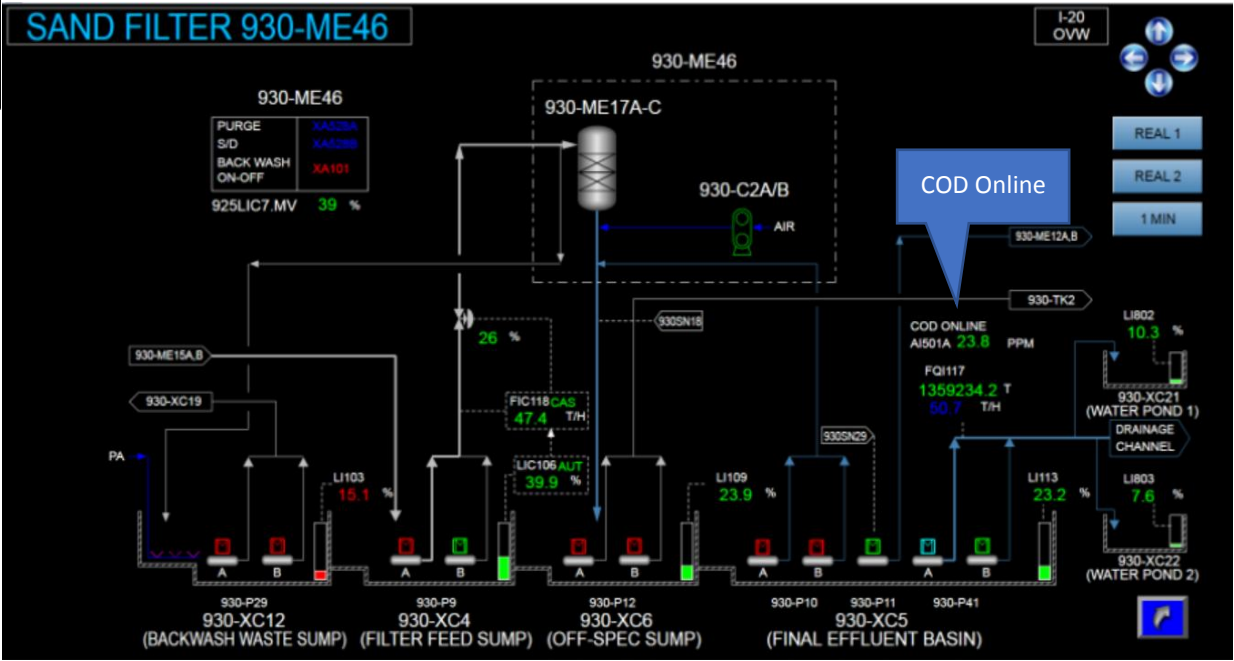 SAND FILTER 930-ME46
I-20
OVW
930-ME46
930-ME46
PURGE XA828A
S/D XA828B
BACK WASH
ON-OFF XA101
925LIC7.MV 39 %
930-ME17A-C
930-C2A/B
AIR
COD Online
REAL 1
REAL 2
1 MIN
930-ME12A,B
930-TK2
930SN18
26 %
COD ONLINE
AI501A 23.8 PPM
FQI117
1359234.2 T
50.7 T/H
LI802
10.3 %
930-XC21
(WATER POND 1)
930-ME15A,B
930-XC19
FIC118 CAS
47.4 T/H
930SN29
DRAINAGE
CHANNEL
PA
LI103
15.1 %
LIC106 AUT
39.9 %
LI109
23.9 %
LI113
23.2 %
LI803
7.6 %
930-XC22
(WATER POND 2)
A B A B A B A B A B
930-P29 930-P9 930-P12 930-P10 930-P11 930-P41
930-XC12 930-XC4 930-XC6 930-XC5
(BACKWASH WASTE SUMP) (FILTER FEED SUMP) (OFF-SPEC SUMP) (FINAL EFFLUENT BASIN)